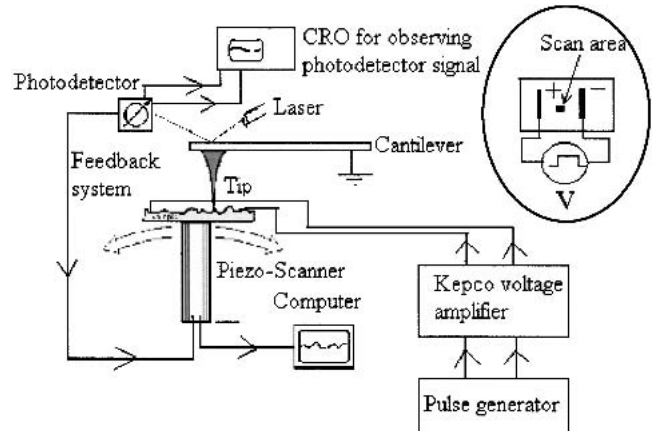 CRO for observing
photodetector signal
Scan area
+ −
V
Photodetector
Laser
Cantilever
Feedback
system
Tip
Piezo-Scanner
Computer
Kepco voltage
amplifier
Pulse generator